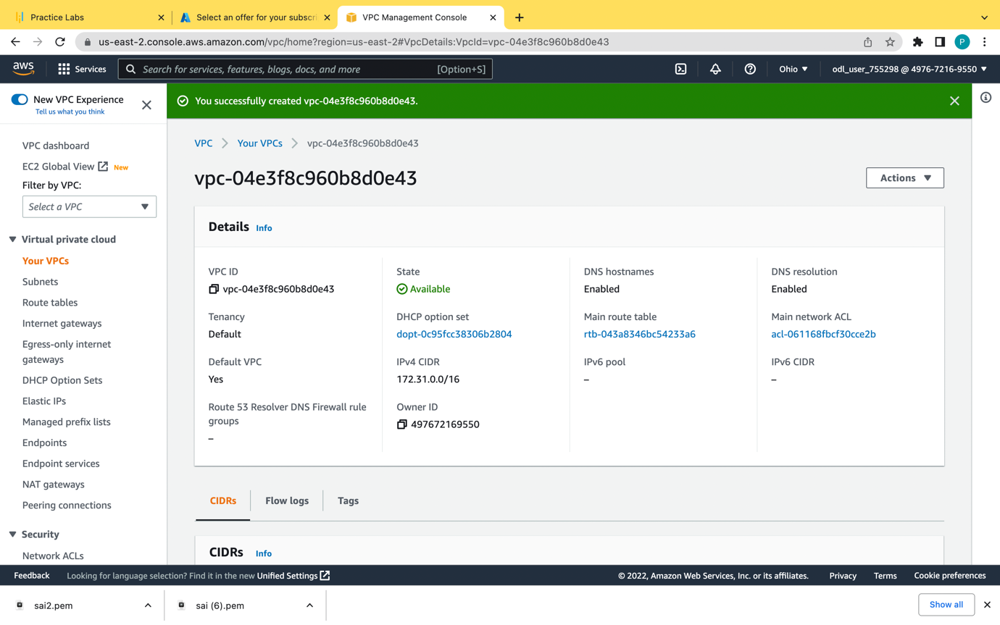 Practice Labs
Select an offer for your subscri
VPC Management Console
us-east-2.console.aws.amazon.com/vpc/home?region=us-east-2#VpcDetails:VpcId=vpc-04e3f8c960b8d0e43
P
aws
Services
Search for services, features, blogs, docs, and more
[Option+S]
Ohio
odl_user_755298 @ 4976-7216-9550
New VPC Experience
Tell us what you think
VPC dashboard
EC2 Global View New
Filter by VPC:
Select a VPC
Virtual private cloud
Your VPCs
Subnets
Route tables
Internet gateways
Egress-only internet
gateways
DHCP Option Sets
Elastic IPs
Managed prefix lists
Endpoints
Endpoint services
NAT gateways
Peering connections
Security
Network ACLs
You successfully created vpc-04e3f8c960b8d0e43.
VPC
Your VPCs
vpc-04e3f8c960b8d0e43
vpc-04e3f8c960b8d0e43
Actions
Details Info
VPC ID
vpc-04e3f8c960b8d0e43
State
Available
DNS hostnames
Enabled
DNS resolution
Enabled
Tenancy
Default
DHCP option set
dopt-0c95fcc38306b2804
Main route table
rtb-043a8346bc54233a6
Main network ACL
acl-061168fbcf30cce2b
Default VPC
Yes
IPv4 CIDR
172.31.0.0/16
IPv6 pool
–
IPv6 CIDR
–
Route 53 Resolver DNS Firewall rule
groups
–
Owner ID
497672169550
CIDRs
Flow logs
Tags
CIDRs Info
Feedback
Looking for language selection? Find it in the new Unified Settings
© 2022, Amazon Web Services, Inc. or its affiliates.
Privacy
Terms
Cookie preferences
sai2.pem
sai (6).pem
Show all